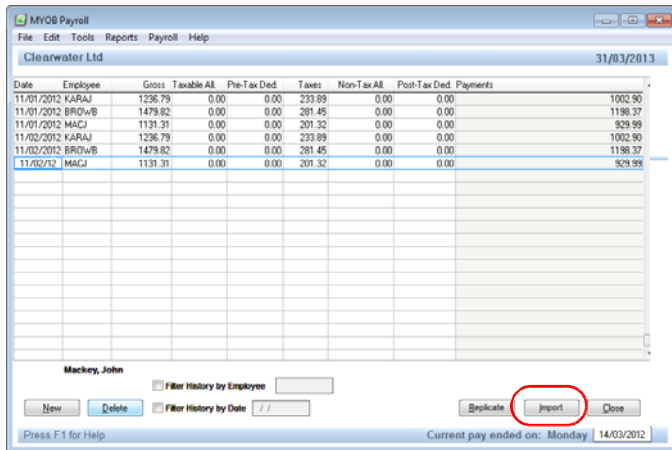 MYOB Payroll
File Edit Tools Reports Payroll Help
Clearwater Ltd 31/03/2013
Date Employee Gross Taxable All. Pre-Tax Ded. Taxes Non-Tax All. Post-Tax Ded. Payments
11/01/2012 KARAJ 1236.79 0.00 0.00 233.89 0.00 0.00 1002.90
11/01/2012 BROWB 1479.82 0.00 0.00 281.45 0.00 0.00 1198.37
11/01/2012 MACJ 1131.31 0.00 0.00 201.32 0.00 0.00 929.99
11/02/2012 KARAJ 1236.79 0.00 0.00 233.89 0.00 0.00 1002.90
11/02/2012 BROWB 1479.82 0.00 0.00 281.45 0.00 0.00 1198.37
11/02/12 MACJ 1131.31 0.00 0.00 201.32 0.00 0.00 929.99
Mackey, John
Filter History by Employee
New Delete Filter History by Date / / Replicate Import Close
Press F1 for Help Current pay ended on: Monday 14/03/2012